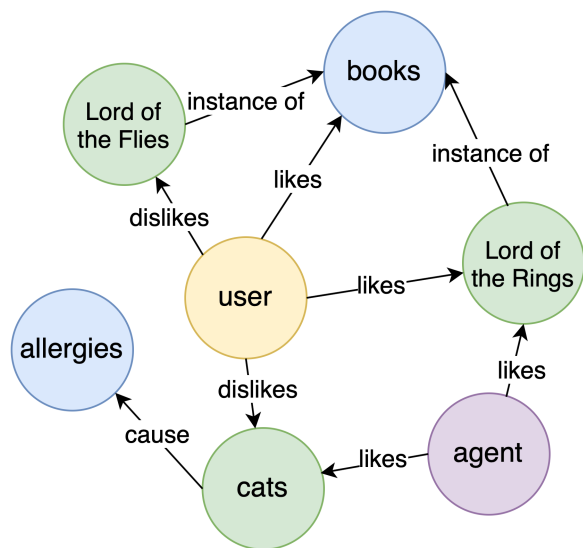 books
Lord of
the Flies
instance of
instance of
likes
dislikes
Lord of
the Rings
user
likes
allergies
dislikes
likes
cause
likes
agent
cats